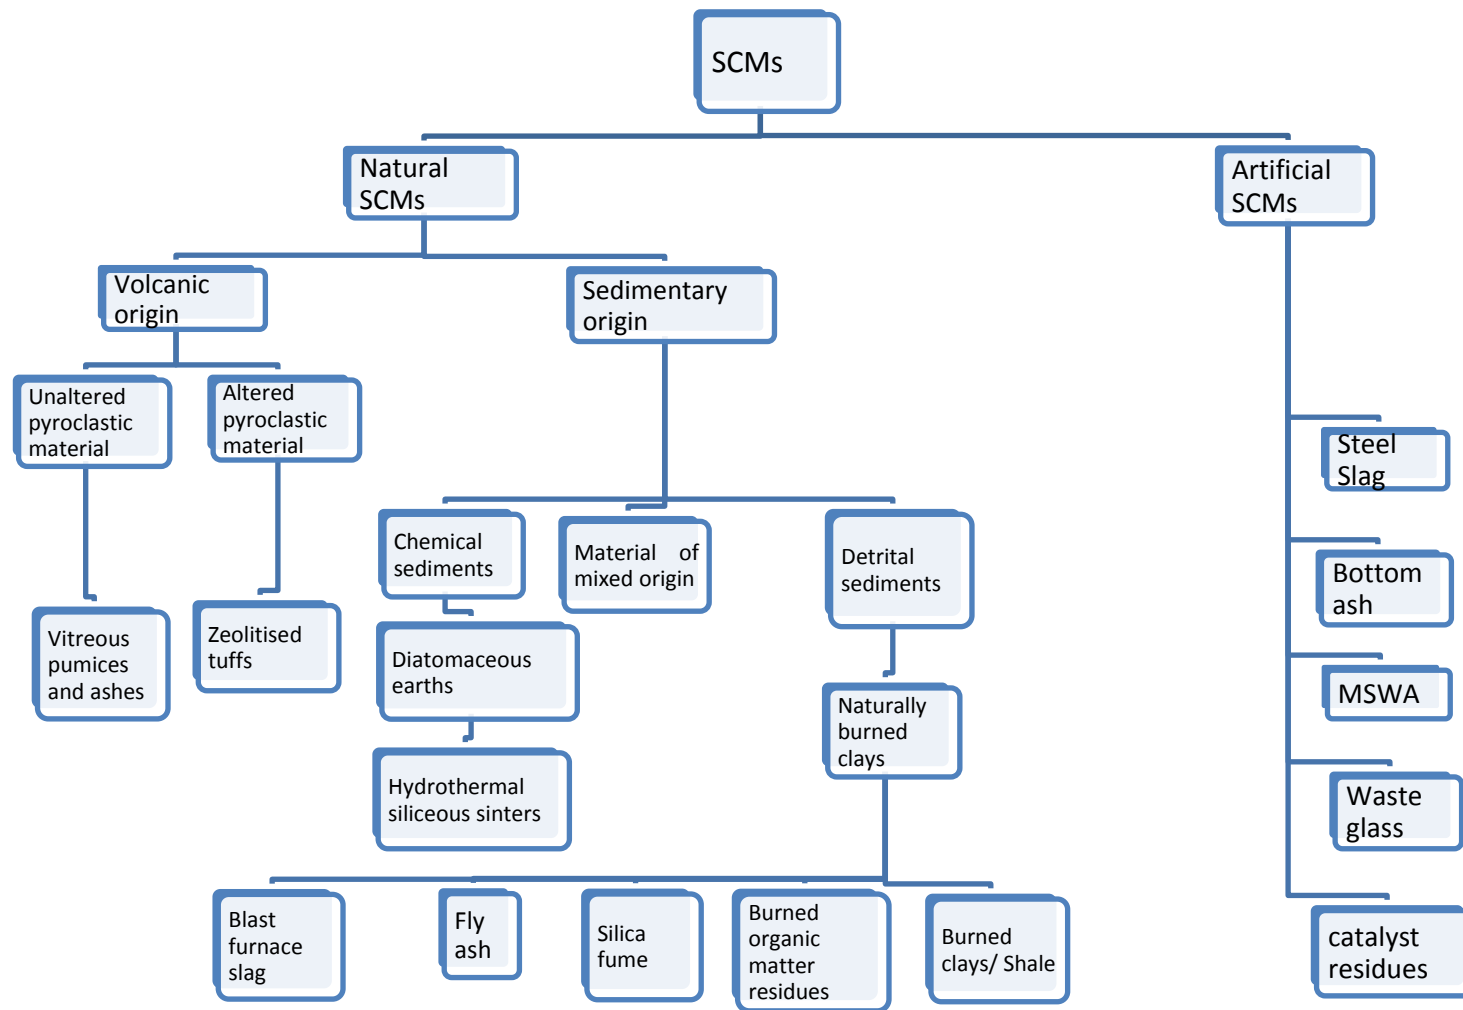 SCMs
Natural
SCMs
Artificial
SCMs
Volcanic
origin
Sedimentary
origin
Unaltered
pyroclastic
material
Altered
pyroclastic
material
Steel
Slag
Chemical
sediments
Material of
mixed origin
Detrital
sediments
Bottom
ash
Vitreous
pumices
and ashes
Zeolitised
tuffs
Diatomaceous
earths
Naturally
burned
clays
MSWA
Hydrothermal
siliceous sinters
Waste
glass
Blast
furnace
slag
Fly
ash
Silica
fume
Burned
organic
matter
residues
Burned
clays/ Shale
catalyst
residues